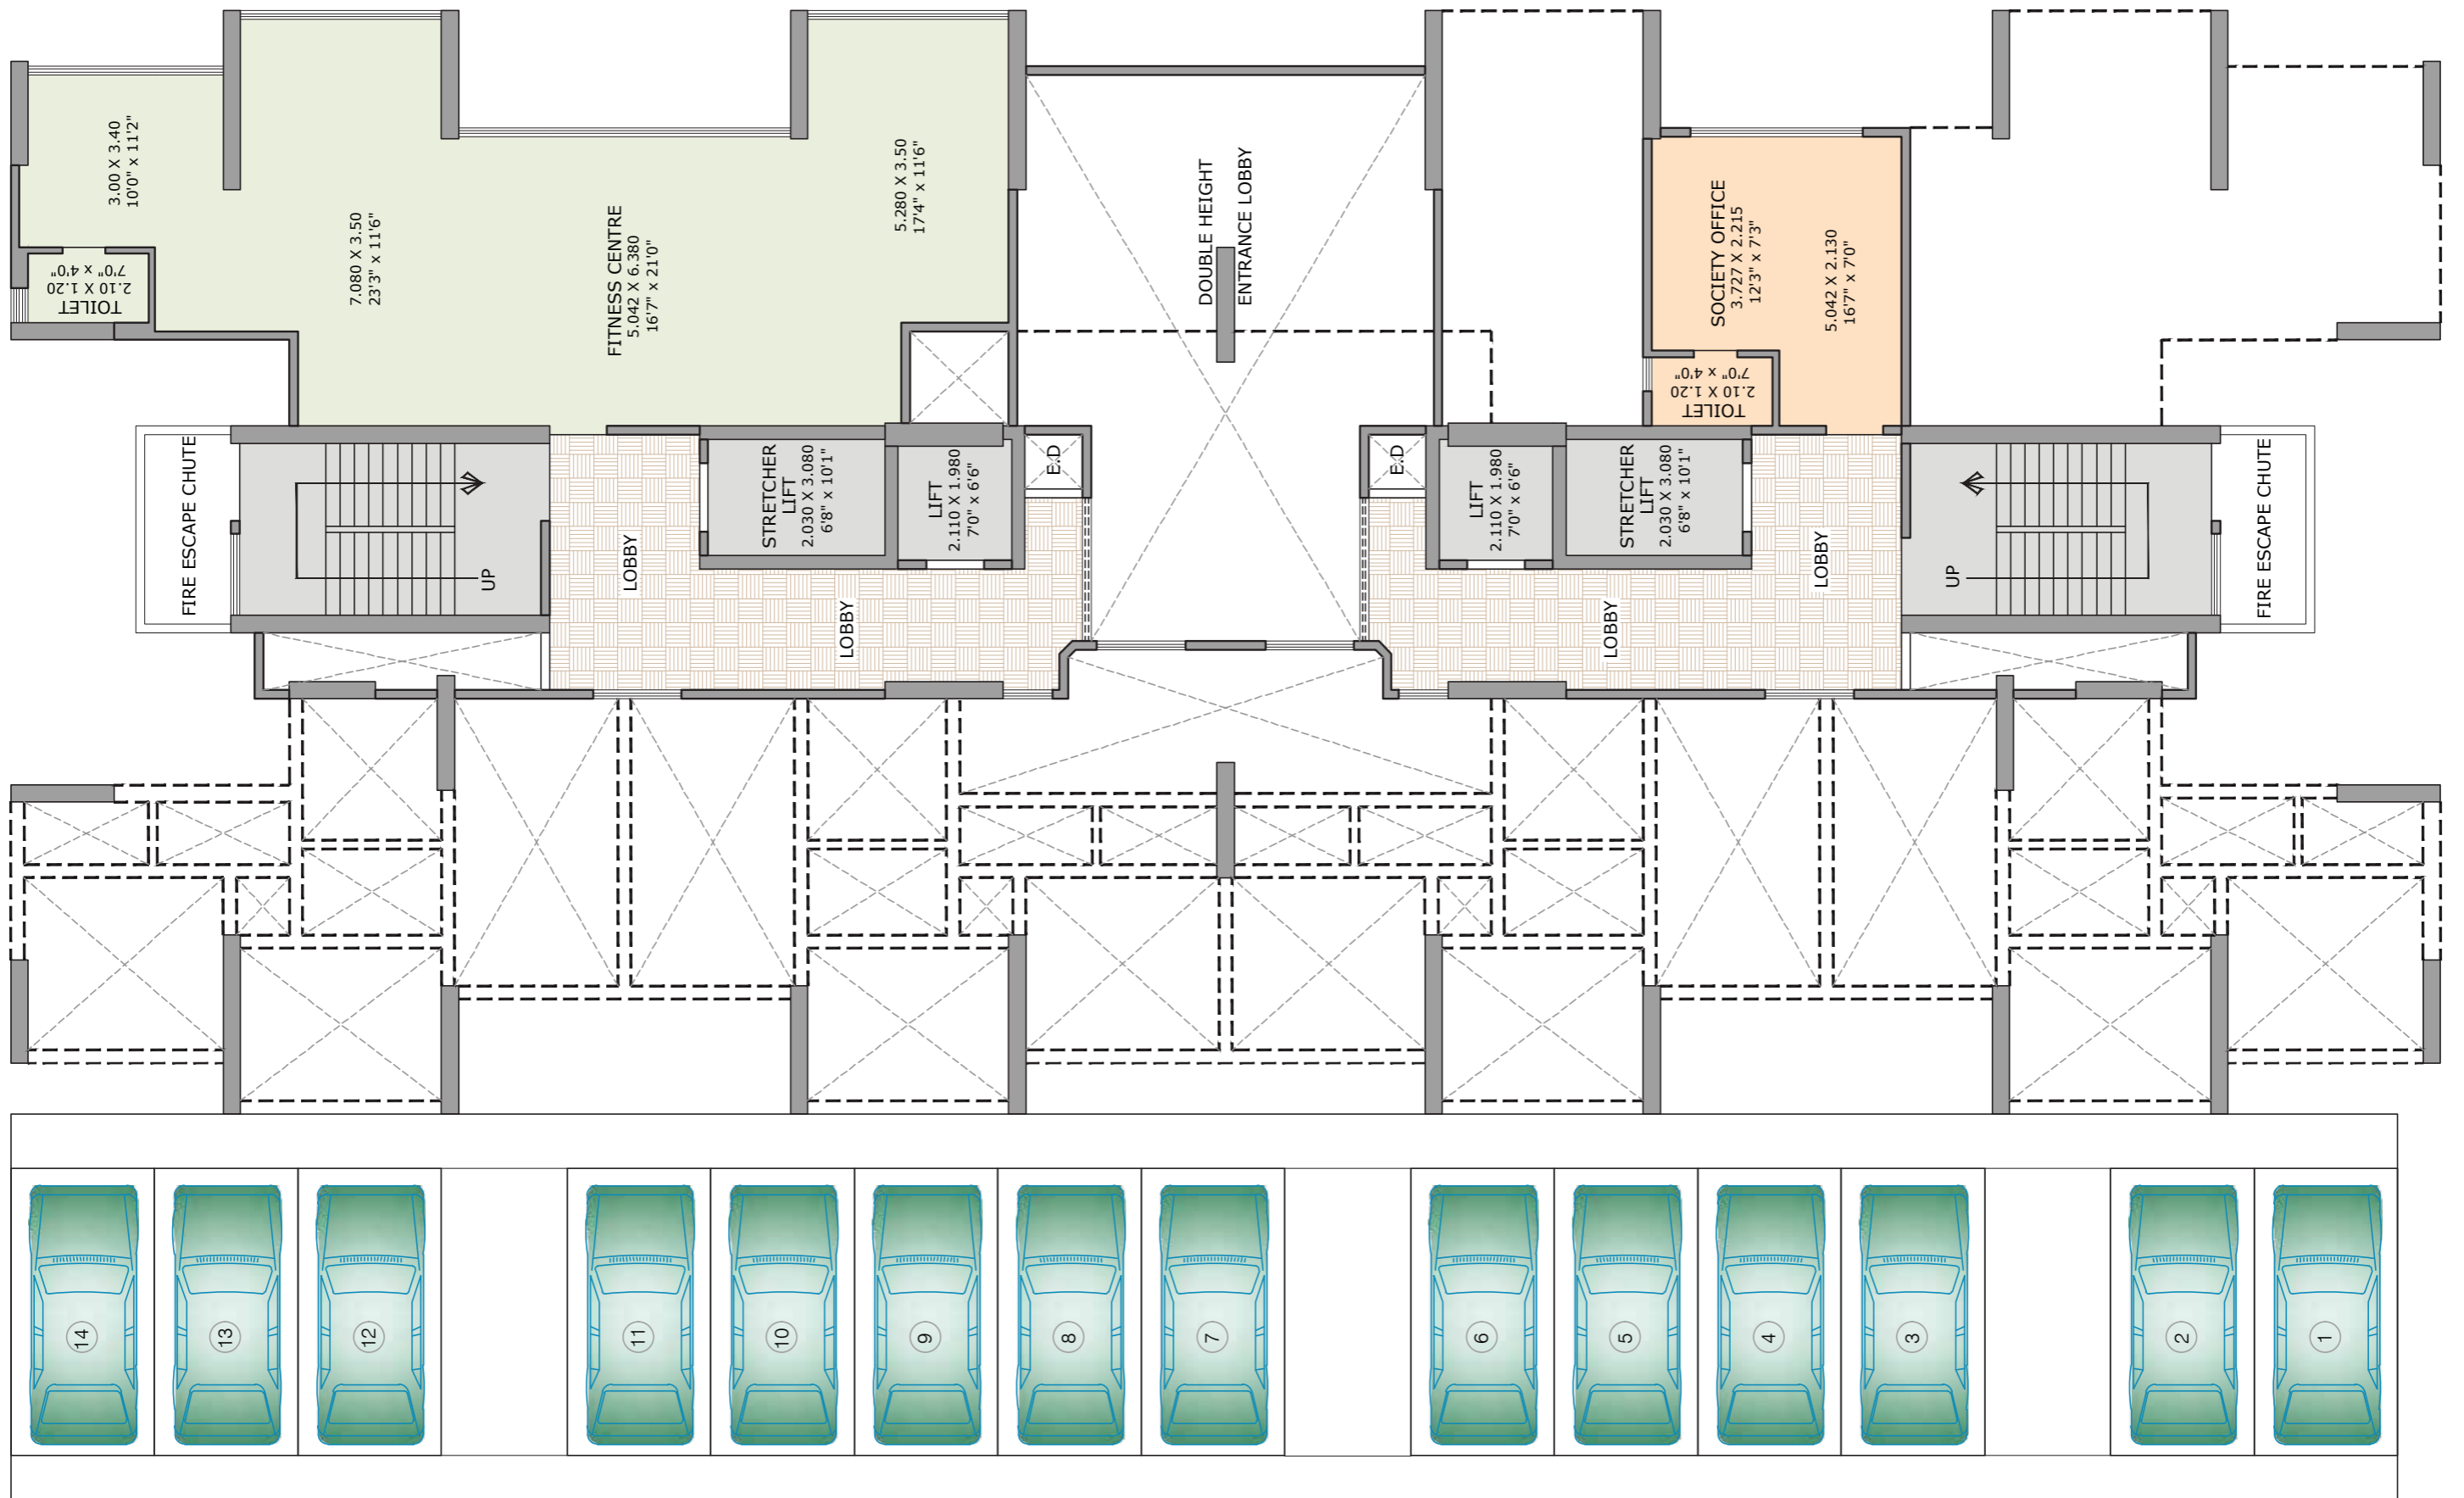 3.00 X 3.40
10'0" x 11'2"
TOILET
2.10 X 1.20
7'0" x 4'0"
7.080 X 3.50
23'3" x 11'6"
FITNESS CENTRE
5.042 X 6.380
16'7" x 21'0"
5.280 X 3.50
17'4" x 11'6"
DOUBLE HEIGHT
ENTRANCE LOBBY
SOCIETY OFFICE
3.727 X 2.215
12'3" x 7'3"
5.042 X 2.130
16'7" x 7'0"
TOILET
2.10 X 1.20
7'0" x 4'0"
FIRE ESCAPE CHUTE
UP
LOBBY
STRETCHER
LIFT
2.030 X 3.080
6'8" x 10'1"
LIFT
2.110 X 1.980
7'0" x 6'6"
E.D
LOBBY
E.D
LIFT
2.110 X 1.980
7'0" x 6'6"
STRETCHER
LIFT
2.030 X 3.080
6'8" x 10'1"
LOBBY
LOBBY
UP
FIRE ESCAPE CHUTE
14
13
12
11
10
9
8
7
6
5
4
3
2
1